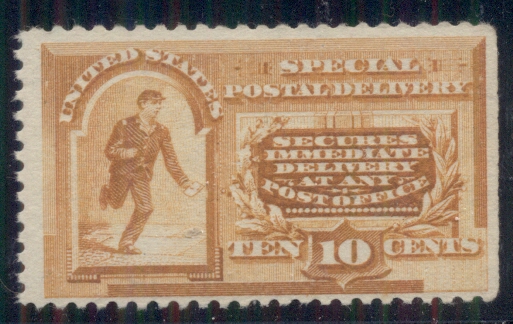 UNITED STATES
SPECIAL
POSTAL DELIVERY
SECURES
IMMEDIATE
DELIVERY
AT ANY
POST OFFICE
TEN 10 CENTS